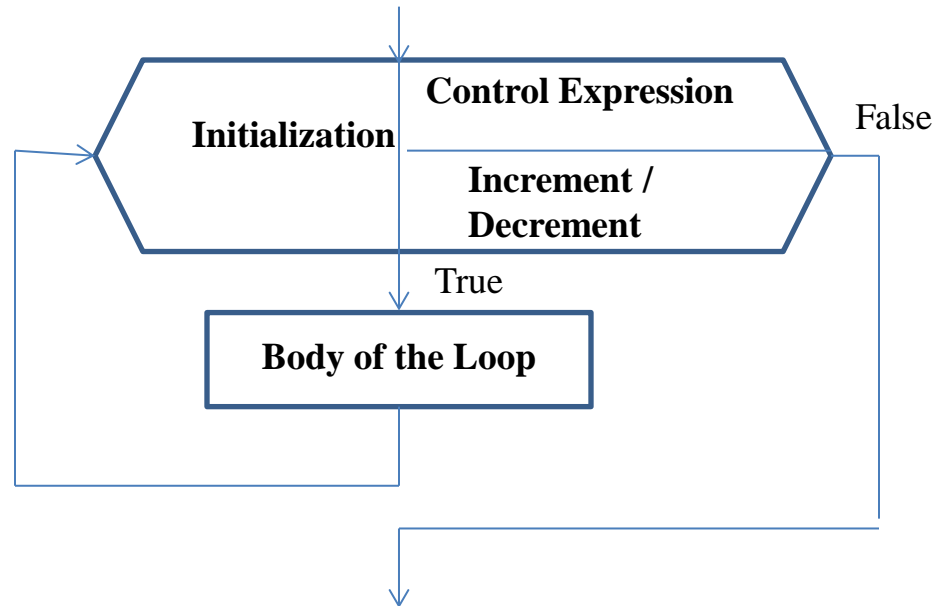 Control Expression
False
Initialization
Increment /
Decrement
True
Body of the Loop